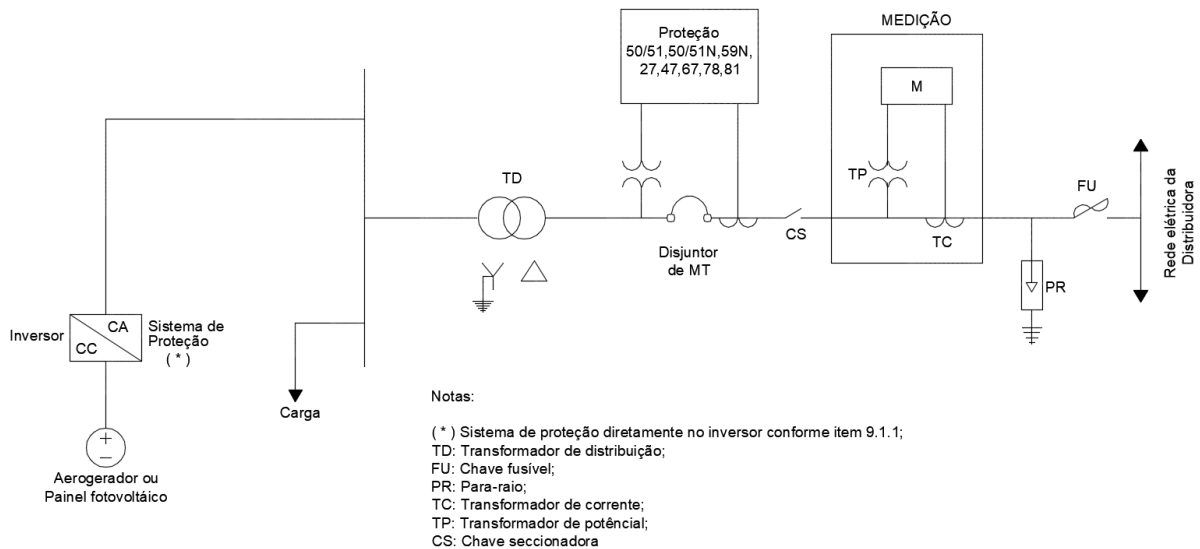 Proteção
50/51,50/51N,59N,
27,47,67,78,81
MEDIÇÃO
M
TD
TP
FU
CS
TC
Disjuntor
de MT
PR
Rede elétrica da
Distribuidora
Inversor
CA
CC
Sistema de
Proteção
( * )
Carga
Aerogerador ou
Painel fotovoltáico
Notas:
( * ) Sistema de proteção diretamente no inversor conforme item 9.1.1;
TD: Transformador de distribuição;
FU: Chave fusível;
PR: Para-raio;
TC: Transformador de corrente;
TP: Transformador de potêncial;
CS: Chave seccionadora